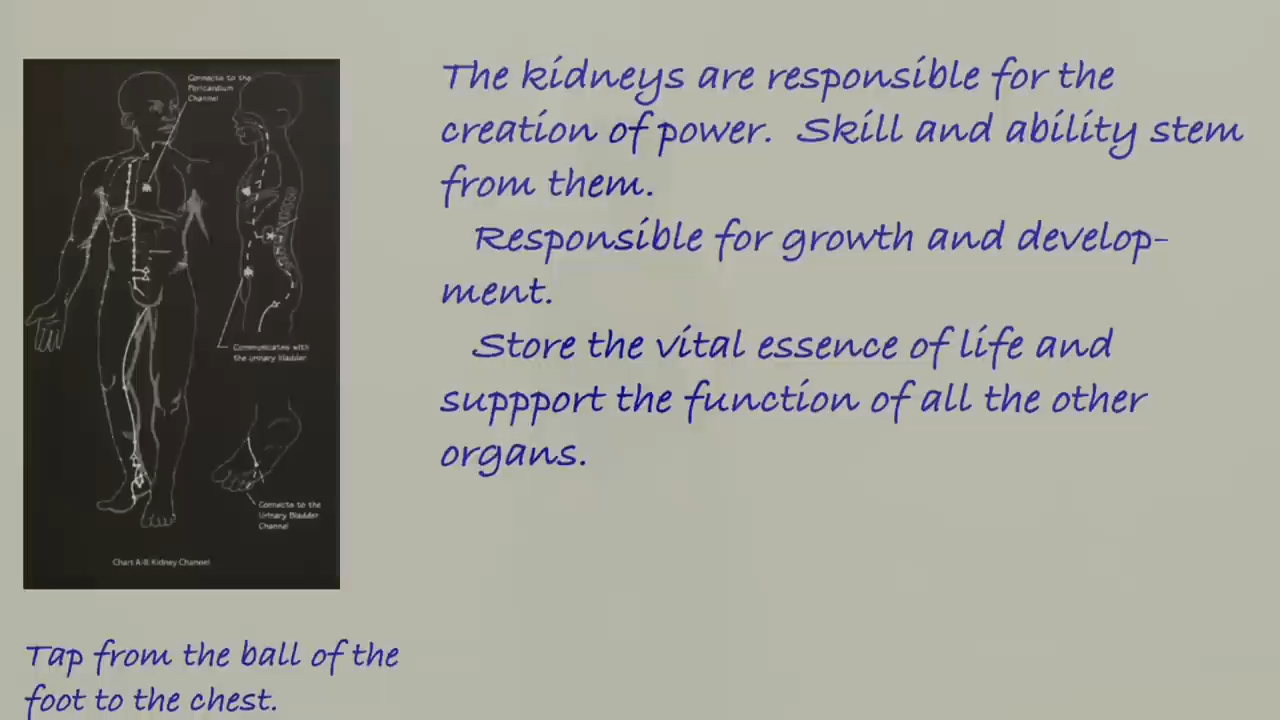 Connects to the
Pericardium
Channel
Communicates with
the urinary bladder
Connects to the
Urinary Bladder
Channel
Chart A-8: Kidney Channel
Tap from the ball of the
foot to the chest.
The kidneys are responsible for the
creation of power. Skill and ability stem
from them.
Responsible for growth and develop-
ment.
Store the vital essence of life and
suppport the function of all the other
organs.